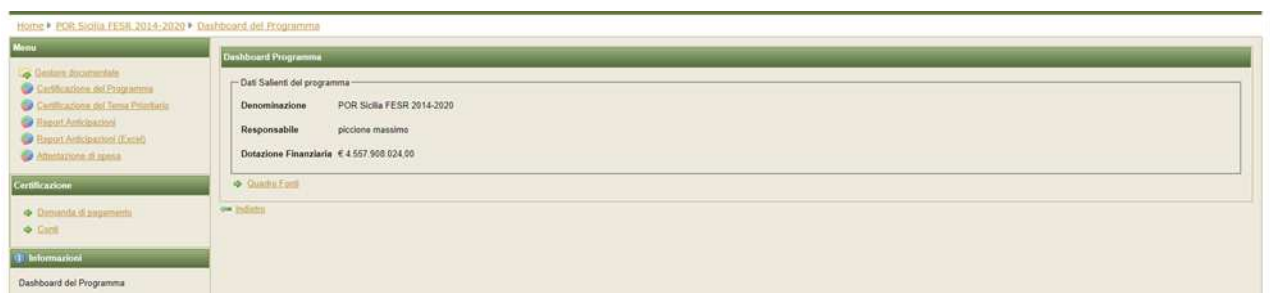 Home POR Sicilia FESR 2014-2020 Dashboard del Programma
Menu
Gestore documentale
Certificazione del Programma
Certificazione del Tema Prioritario
Report Anticipazioni
Report Anticipazioni (Excel)
Attestazione di spesa
Certificazione
Domanda di pagamento
Conti
Informazioni
Dashboard del Programma
Dashboard Programma
Dati Salienti del programma
Denominazione POR Sicilia FESR 2014-2020
Responsabile piccione massimo
Dotazione Finanziaria € 4.557.908.024,00
Quadro Fonti
Indietro